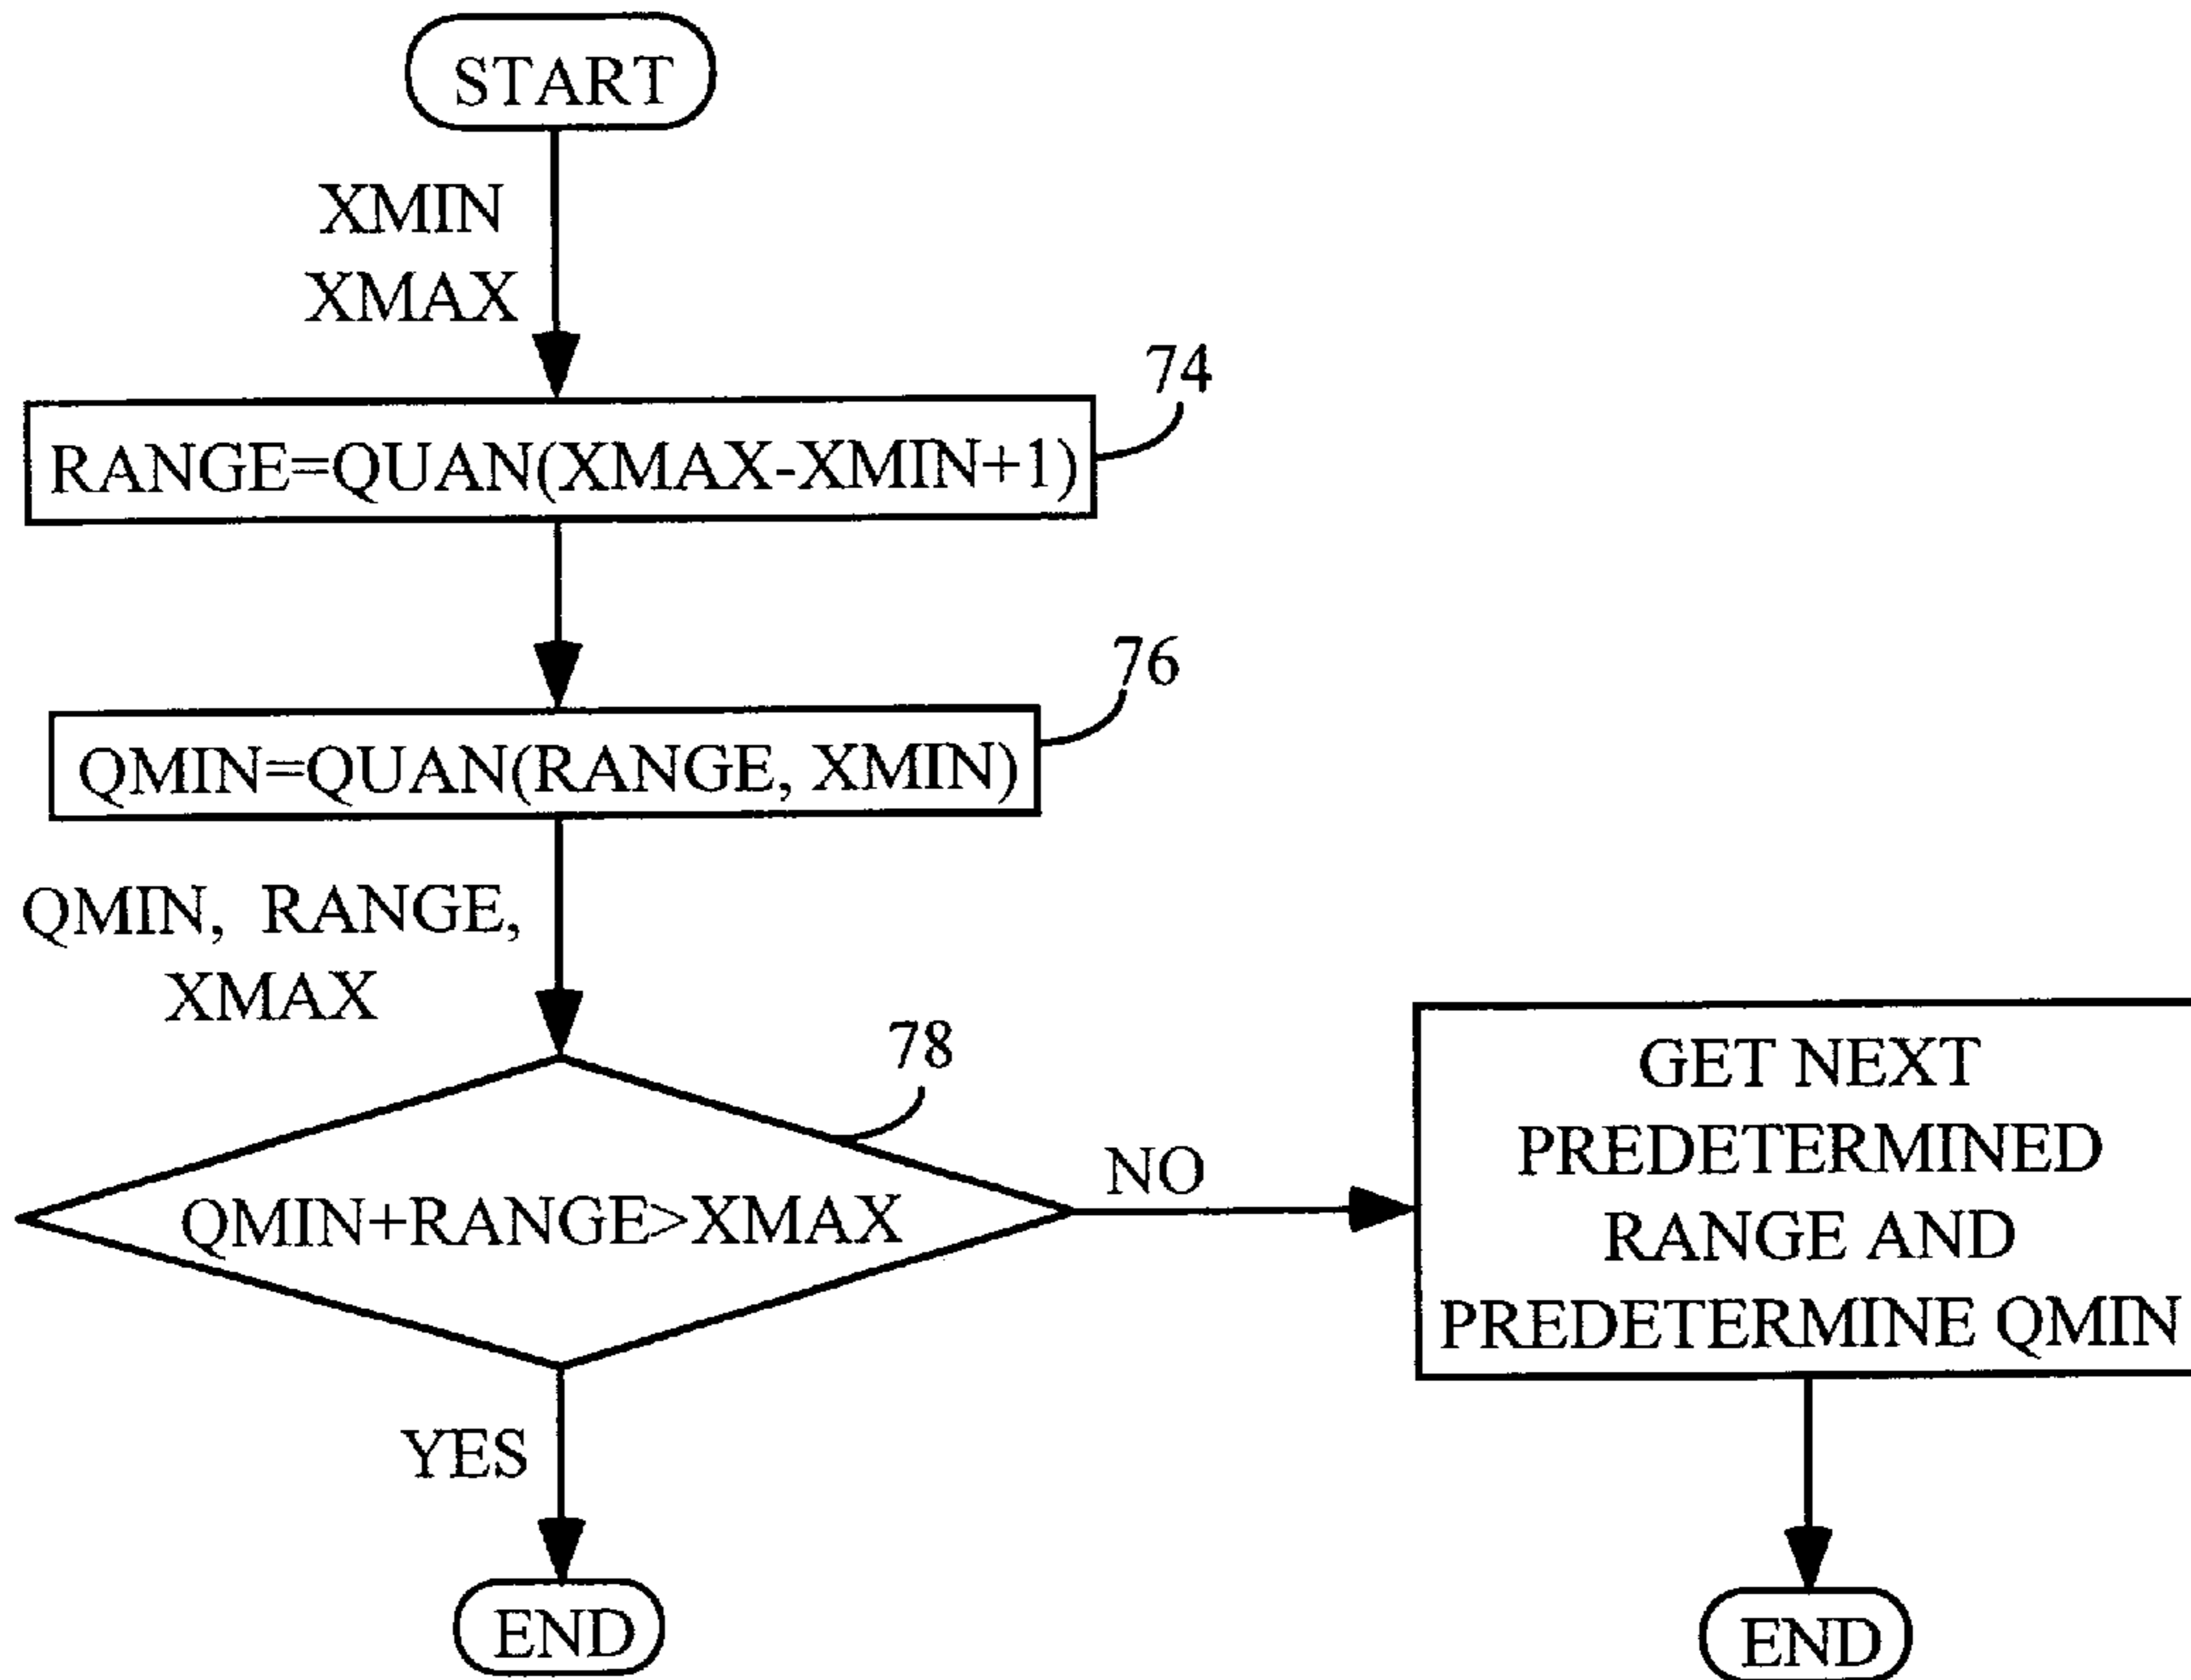 START
XMIN
XMAX
74
RANGE=QUAN(XMAX-XMIN+1)
76
QMIN=QUAN(RANGE, XMIN)
QMIN, RANGE,
XMAX
78
QMIN+RANGE>XMAX
NO
GET NEXT
PREDETERMINED
RANGE AND
PREDETERMINE QMIN
YES
END
END